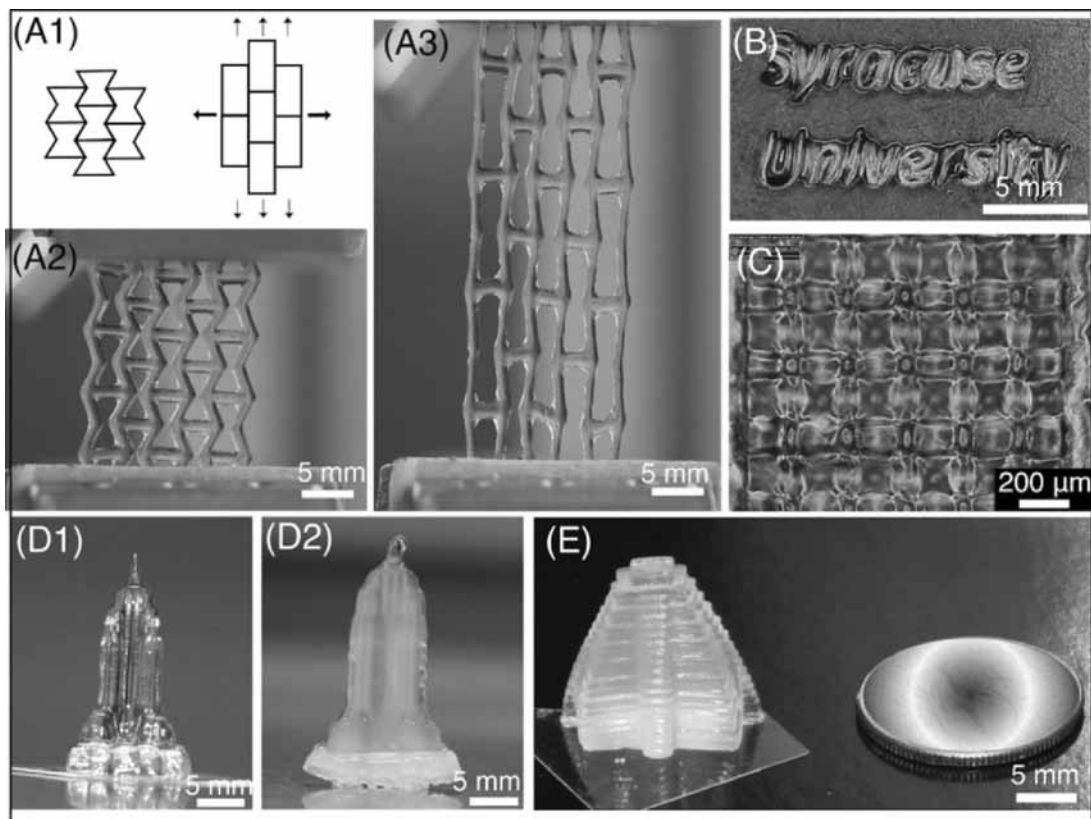 (A1)
(A3)
(B)
Syracuse
University
5 mm
(A2)
5 mm
5 mm
(C)
200 µm
(D1)
5 mm
(D2)
5 mm
(E)
5 mm